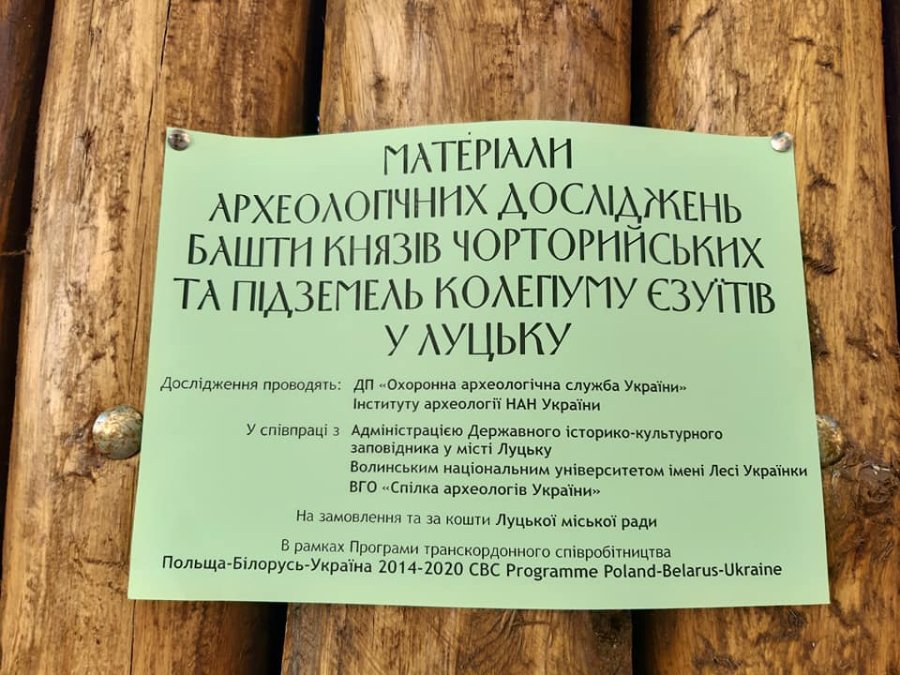 МАТЕРІАЛИ
АРХЕОЛОГІЧНИХ ДОСЛІДЖЕНЬ
БАШТИ КНЯЗІВ ЧОРТОРИЙСЬКИХ
ТА ПІДЗЕМЕЛЬ КОЛЕГІУМУ ЄЗУЇТІВ
У ЛУЦЬКУ
Дослідження проводять: ДП «Охоронна археологічна служба України»
Інституту археології НАН України
У співпраці з Адміністрацією Державного історико-культурного
заповідника у місті Луцьку
Волинським національним університетом імені Лесі Українки
ВГО «Спілка археологів України»
На замовлення та за кошти Луцької міської ради
В рамках Програми транскордонного співробітництва
Польща-Білорусь-Україна 2014-2020 CBC Programme Poland-Belarus-Ukraine